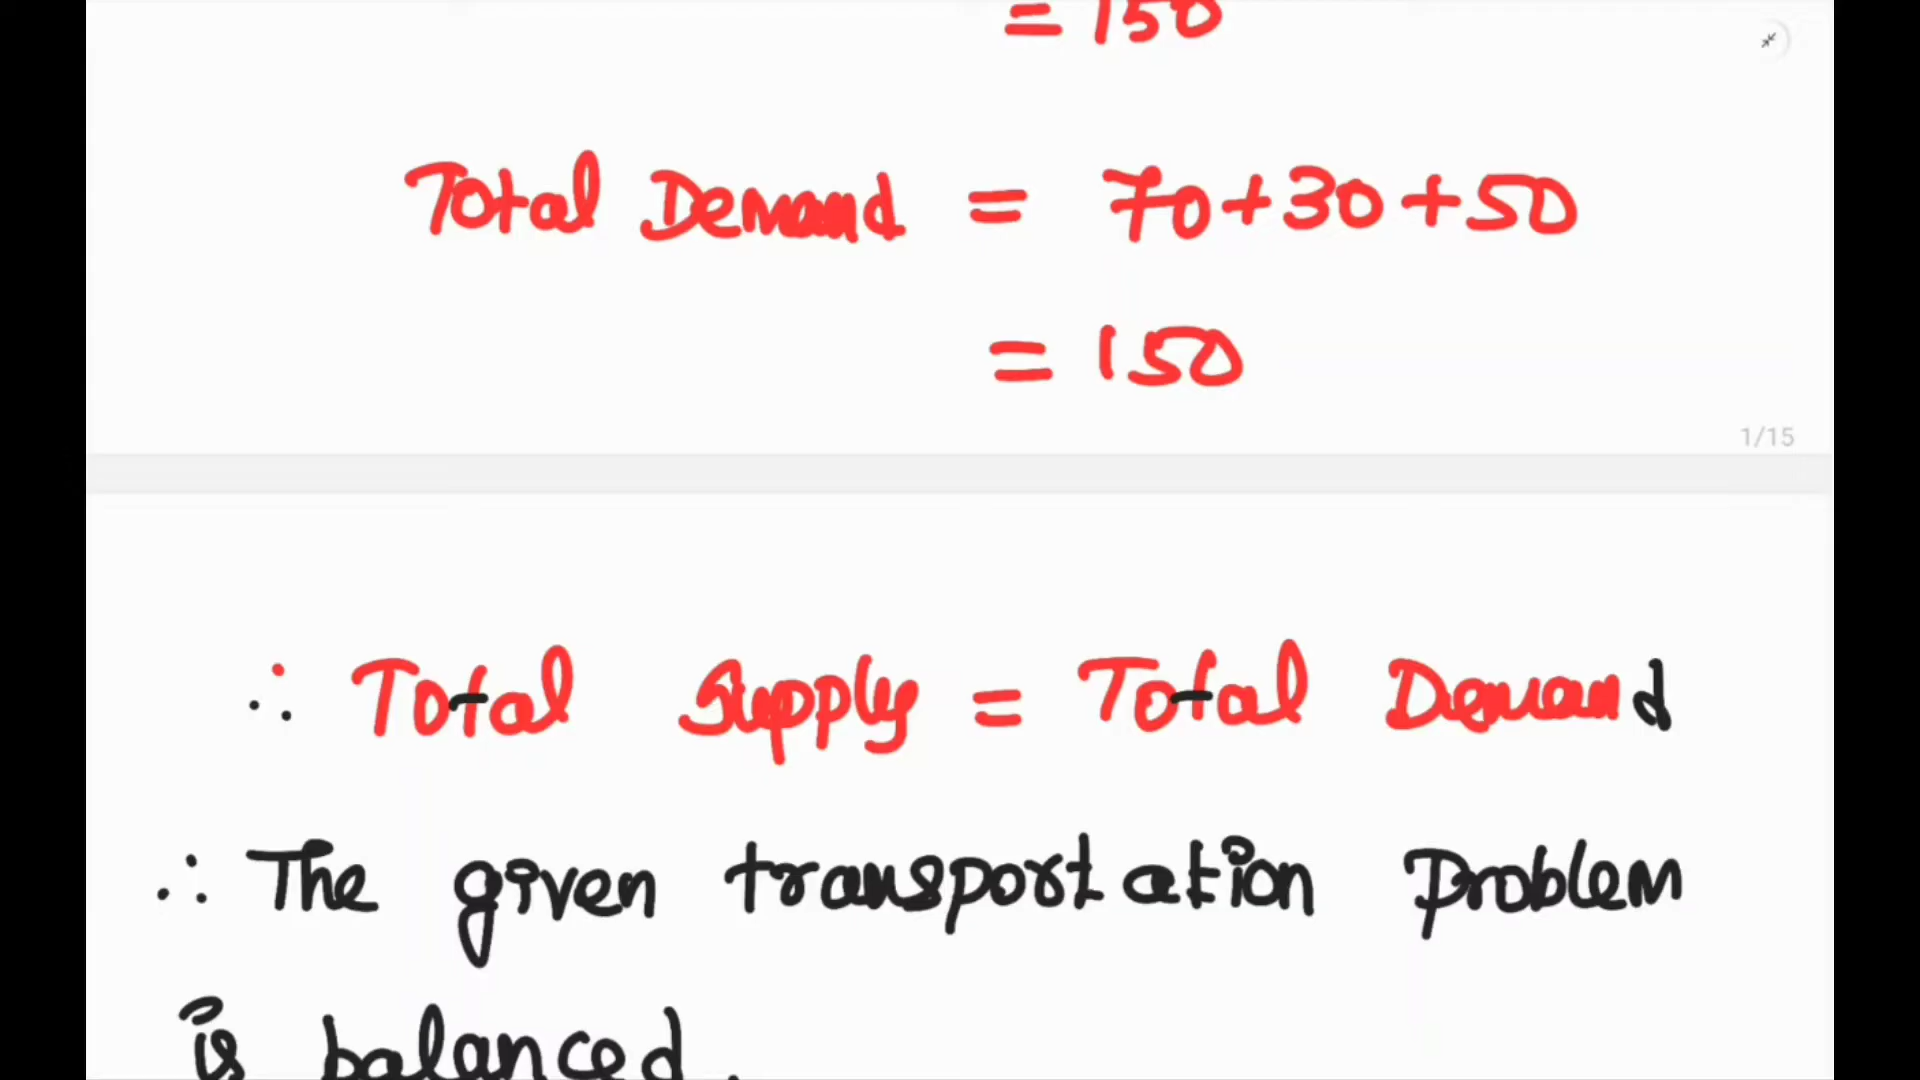 = 150
Total Demand = 70+30+50
= 150
1/15
∴ Total Supply = Total Demand
∴ The given transportation problem
is balanced.